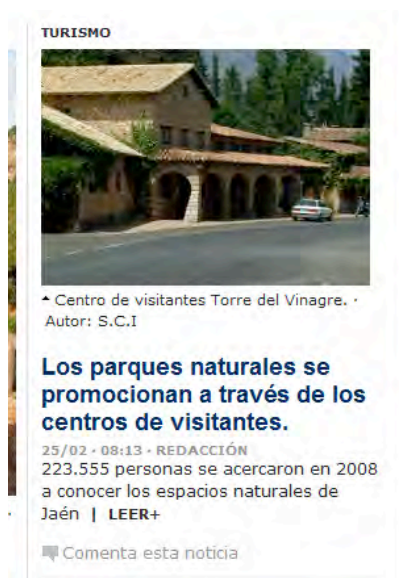 TURISMO
Centro de visitantes Torre del Vinagre. ·
Autor: S.C.I
Los parques naturales se
promocionan a través de los
centros de visitantes.
25/02 · 08:13 · REDACCIÓN
223.555 personas se acercaron en 2008
a conocer los espacios naturales de
Jaén | LEER+
Comenta esta noticia